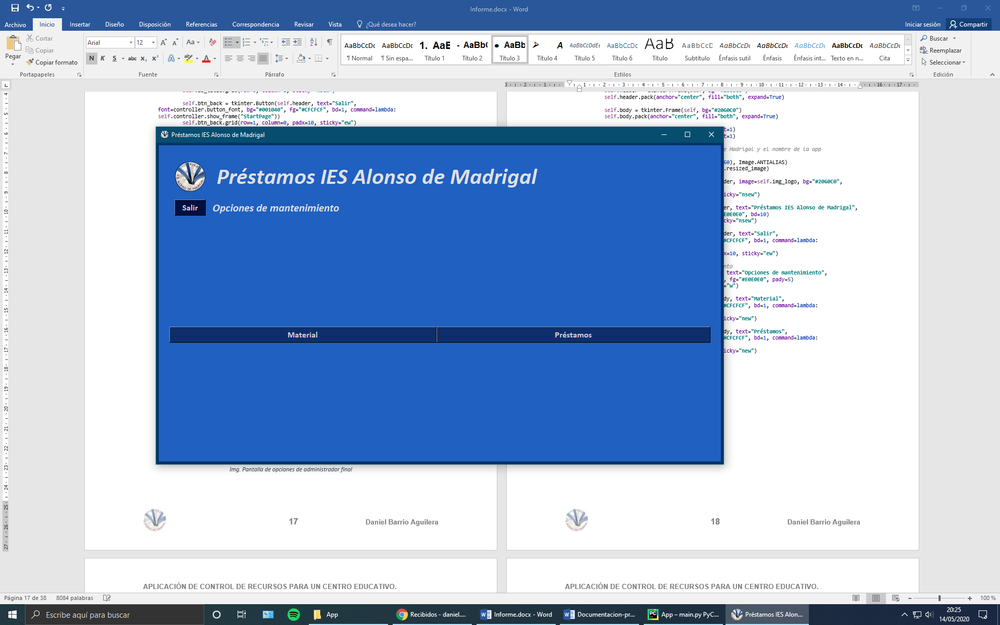 Informe.docx - Word
Archivo Inicio Insertar Diseño Disposición Referencias Correspondencia Revisar Vista ¿Qué desea hacer? Iniciar sesión Compartir
Pegar
Cortar
Copiar
Copiar formato
Portapapeles
Arial 12
Fuente
Párrafo
AaBbCcDc AaBbCcDc 1. AaE - AaBb( AaBb A AaBbCcDdEe AaBbCcDc AaB AaBbCcD AaBbCcDc AaBbCcDc AaBbCcDc AaBbCcDc AaBbCcDc
¶ Normal ¶ Sin espa... Título 1 Título 2 Título 3 Título 4 Título 5 Título 6 Título Subtítulo Énfasis sutil Énfasis Énfasis int... Texto en n... Cita
Estilos
Buscar
Reemplazar
Seleccionar
Edición
self.btn_back = tkinter.Button(self.header, text="Salir",
font=controller.button_font, bg="#001040", fg="#CFCFCF", bd=1, command=lambda:
self.controller.show_frame("StartPage"))
self.btn_back.grid(row=1, column=0, padx=10, sticky="ew")
self.header.pack(anchor="center", fill="both", expand=True)
self.body = tkinter.Frame(self, bg="#2060C0")
self.body.pack(anchor="center", fill="both", expand=True)
t=1)
t=1)
Madrigal y el nombre de la app
60), Image.ANTIALIAS)
.resized_image)
der, image=self.img_logo, bg="#2060C0",
icky="nsew")
er, text="Préstamos IES Alonso de Madrigal",
E0E0E0", bd=10)
cky="nsew")
der, text="Salir",
#CFCFCF", bd=1, command=lambda:
x=10, sticky="ew")
nto
text="Opciones de mantenimiento",
, fg="#E0E0E0", pady=5)
="w")
dy, text="Material",
#CFCFCF", bd=1, command=lambda:
icky="new")
dy, text="Préstamos",
#CFCFCF", bd=1, command=lambda:
icky="new")
Préstamos IES Alonso de Madrigal
Préstamos IES Alonso de Madrigal
Salir Opciones de mantenimiento
Material Préstamos
Img. Pantalla de opciones de administrador final
17 Daniel Barrio Aguilera
18 Daniel Barrio Aguilera
APLICACIÓN DE CONTROL DE RECURSOS PARA UN CENTRO EDUCATIVO.
APLICACIÓN DE CONTROL DE RECURSOS PARA UN CENTRO EDUCATIVO.
Página 17 de 38 8084 palabras 100 %
Escribe aquí para buscar
App
Recibidos - daniel....
Informe.docx - Word
Documentacion-pr...
App – main.py PyC...
Préstamos IES Alon...
20:25
14/05/2020